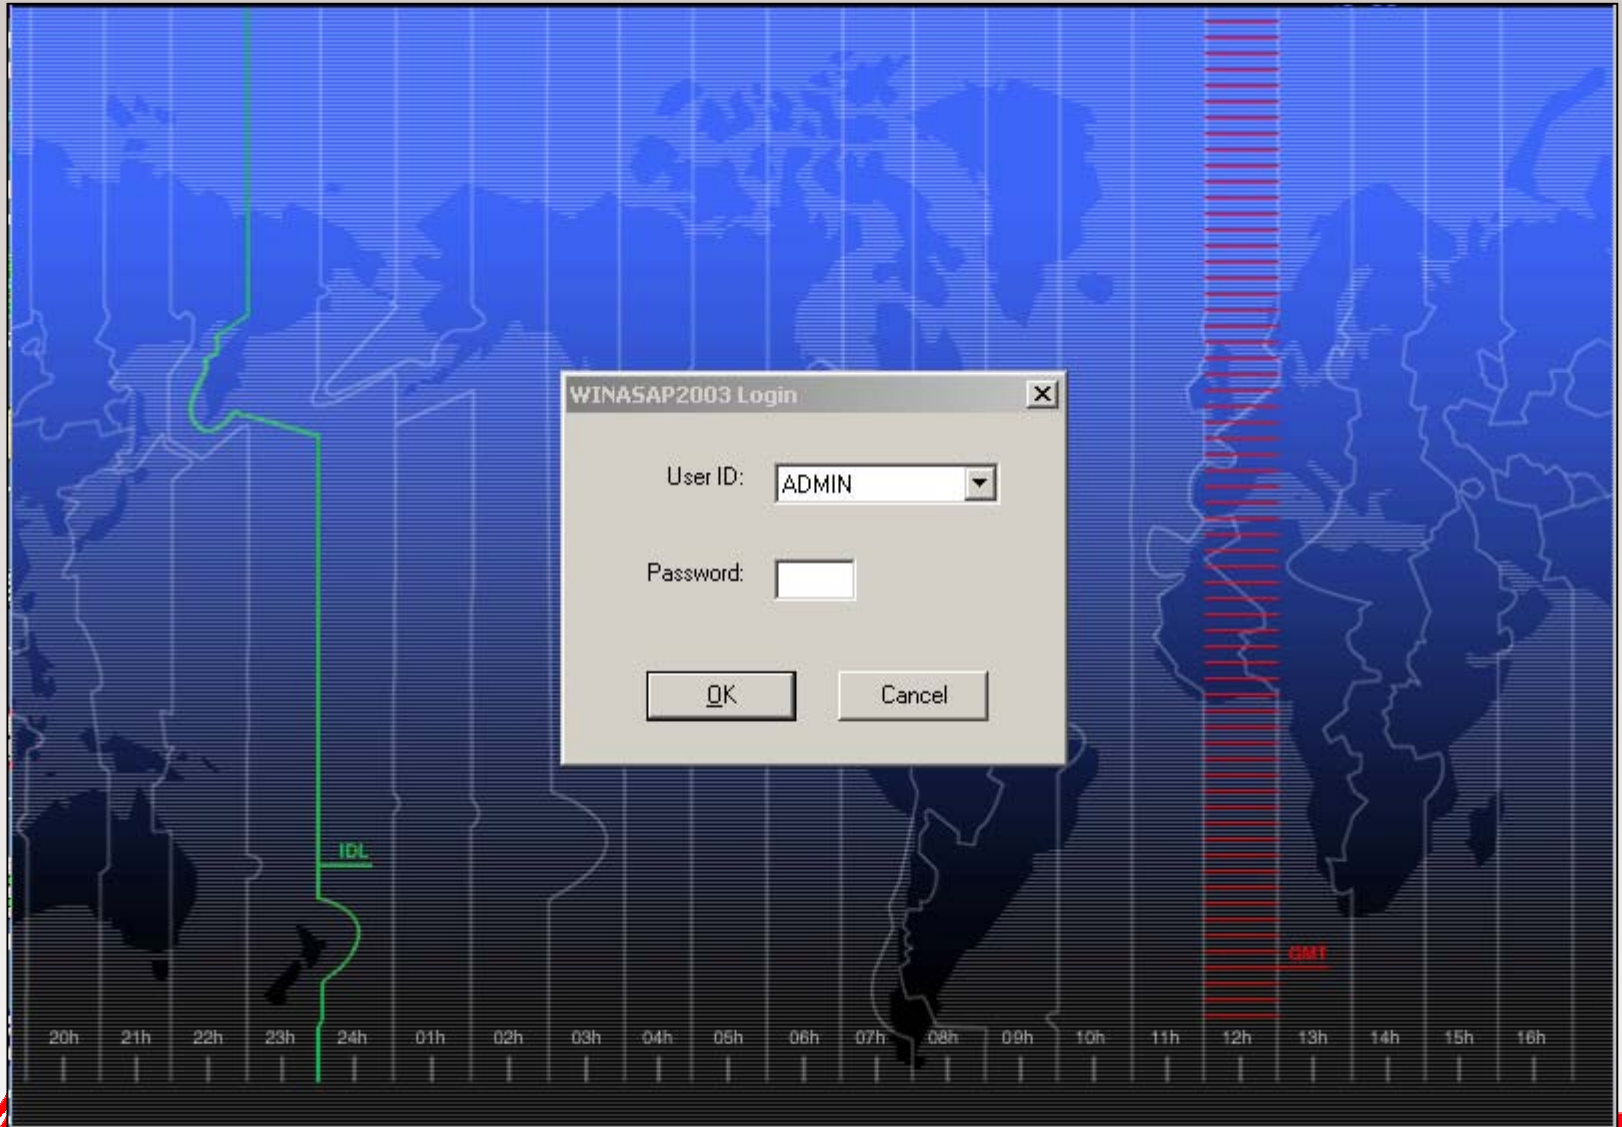 WINASAP2003 Login
User ID:
ADMIN
Password:
OK
Cancel
IDL
GMT
20h 21h 22h 23h 24h 01h 02h 03h 04h 05h 06h 07h 08h 09h 10h 11h 12h 13h 14h 15h 16h